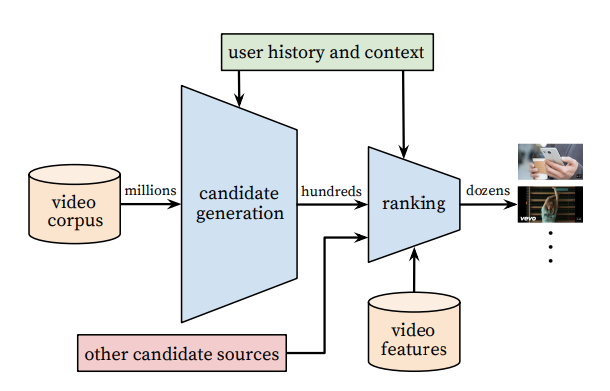 user history and context
video
corpus
millions
candidate
generation
hundreds
ranking
dozens
vevo
other candidate sources
video
features